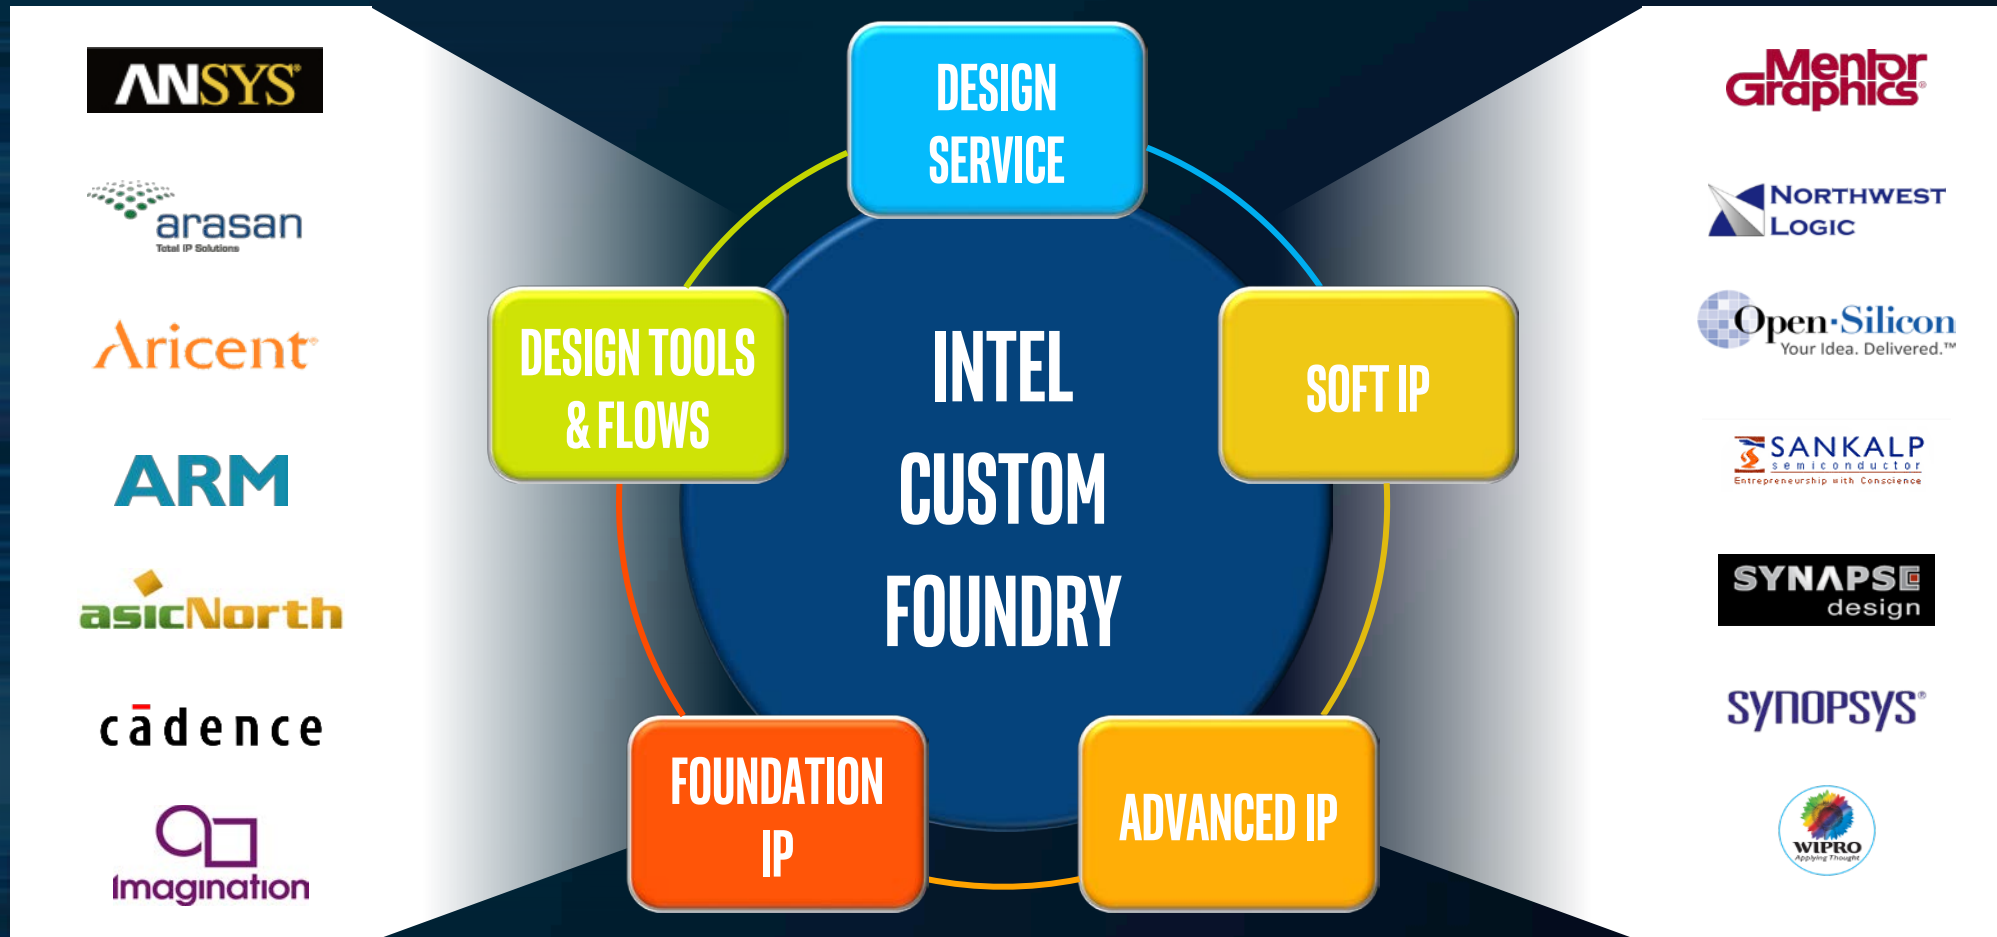 ANSYS®
arasan
Total IP Solutions
Aricent®
ARM
asicNorth
cādence
Imagination
DESIGN
SERVICE
DESIGN TOOLS
& FLOWS
INTEL
CUSTOM
FOUNDRY
SOFT IP
FOUNDATION
IP
ADVANCED IP
Mentor
Graphics®
NORTHWEST
LOGIC
Open·Silicon
Your Idea. Delivered.™
SANKALP
semiconductor
Entrepreneurship with Conscience
SYNAPSE
design
SYNOPSYS®
WIPRO
Applying Thought